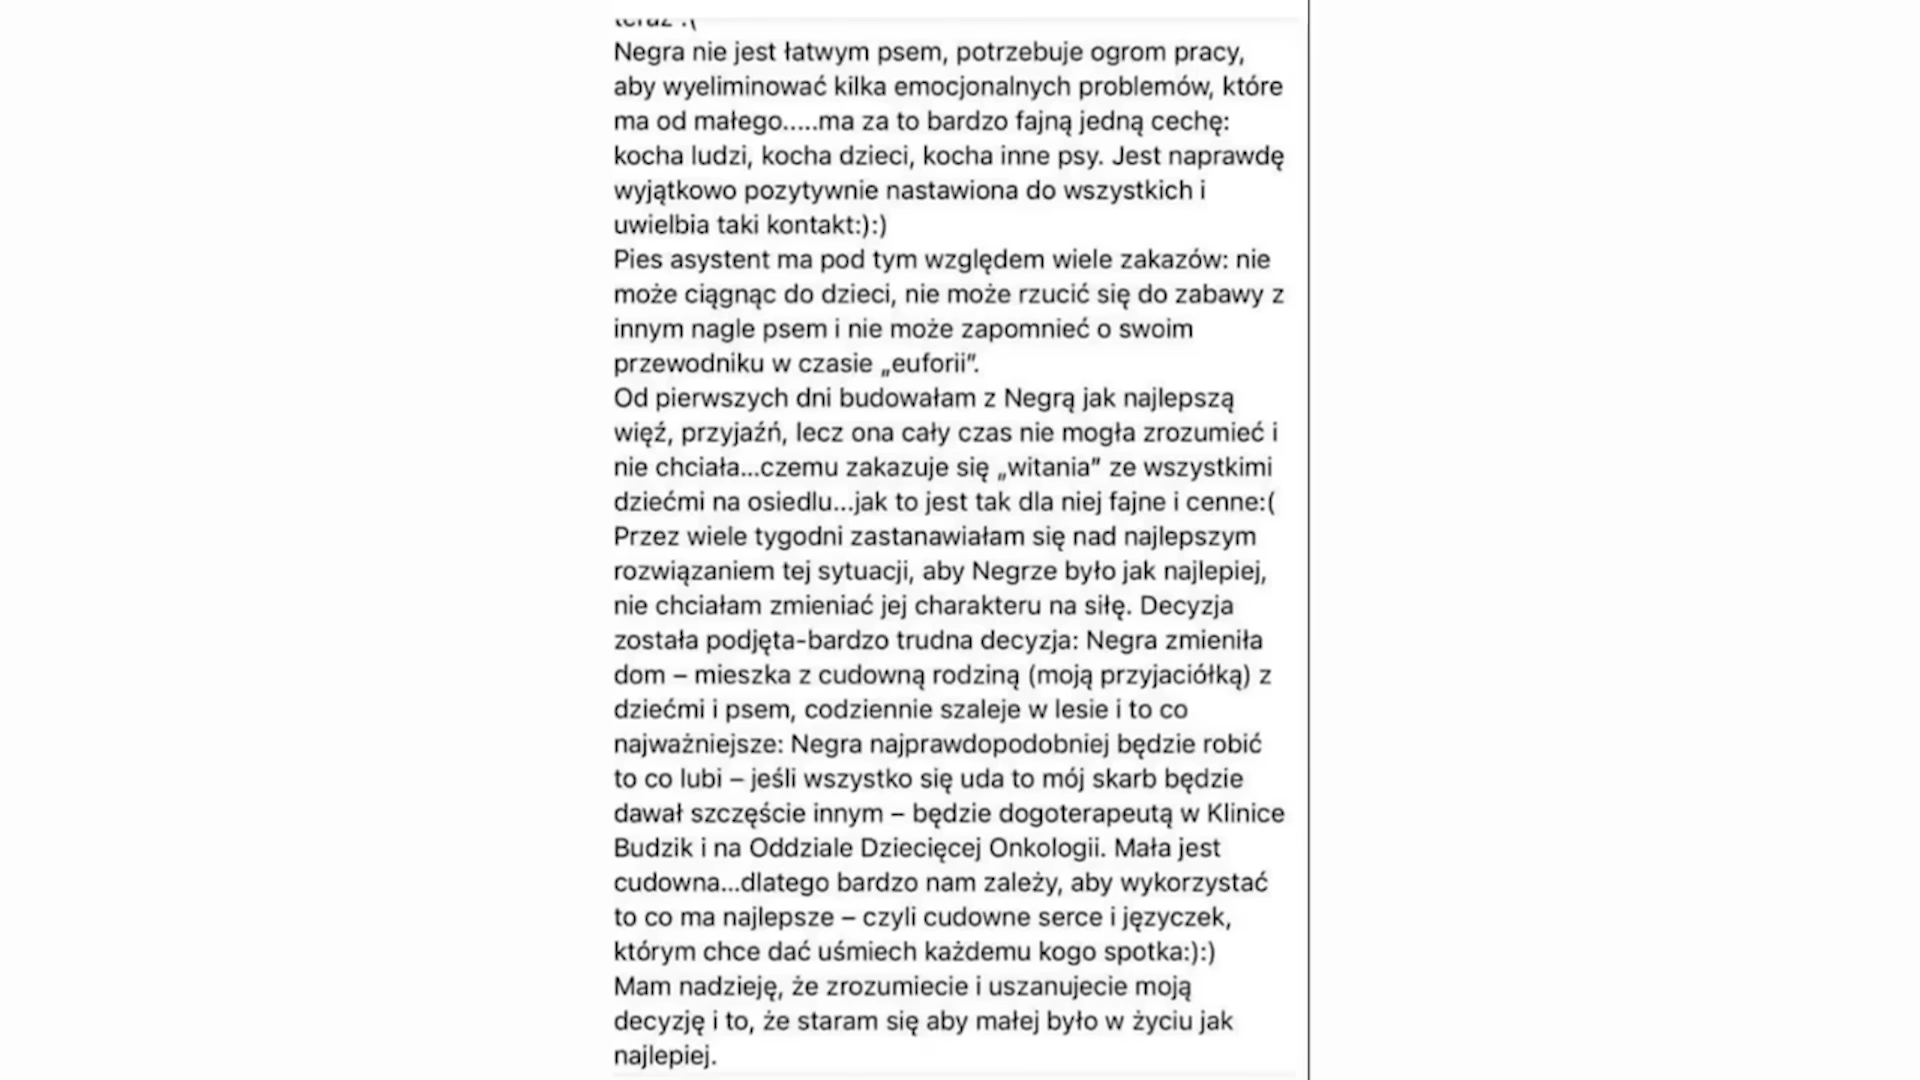 teraz :(
Negra nie jest łatwym psem, potrzebuje ogrom pracy,
aby wyeliminować kilka emocjonalnych problemów, które
ma od małego.....ma za to bardzo fajną jedną cechę:
kocha ludzi, kocha dzieci, kocha inne psy. Jest naprawdę
wyjątkowo pozytywnie nastawiona do wszystkich i
uwielbia taki kontakt:):)
Pies asystent ma pod tym względem wiele zakazów: nie
może ciągnąc do dzieci, nie może rzucić się do zabawy z
innym nagle psem i nie może zapomnieć o swoim
przewodniku w czasie „euforii”.
Od pierwszych dni budowałam z Negrą jak najlepszą
więź, przyjaźń, lecz ona cały czas nie mogła zrozumieć i
nie chciała...czemu zakazuje się „witania” ze wszystkimi
dziećmi na osiedlu...jak to jest tak dla niej fajne i cenne:(
Przez wiele tygodni zastanawiałam się nad najlepszym
rozwiązaniem tej sytuacji, aby Negrze było jak najlepiej,
nie chciałam zmieniać jej charakteru na siłę. Decyzja
została podjęta-bardzo trudna decyzja: Negra zmieniła
dom – mieszka z cudowną rodziną (moją przyjaciółką) z
dziećmi i psem, codziennie szaleje w lesie i to co
najważniejsze: Negra najprawdopodobniej będzie robić
to co lubi – jeśli wszystko się uda to mój skarb będzie
dawał szczęście innym – będzie dogoterapeutą w Klinice
Budzik i na Oddziale Dziecięcej Onkologii. Mała jest
cudowna...dlatego bardzo nam zależy, aby wykorzystać
to co ma najlepsze – czyli cudowne serce i języczek,
którym chce dać uśmiech każdemu kogo spotka:):)
Mam nadzieję, że zrozumiecie i uszanujecie moją
decyzję i to, że staram się aby małej było w życiu jak
najlepiej.